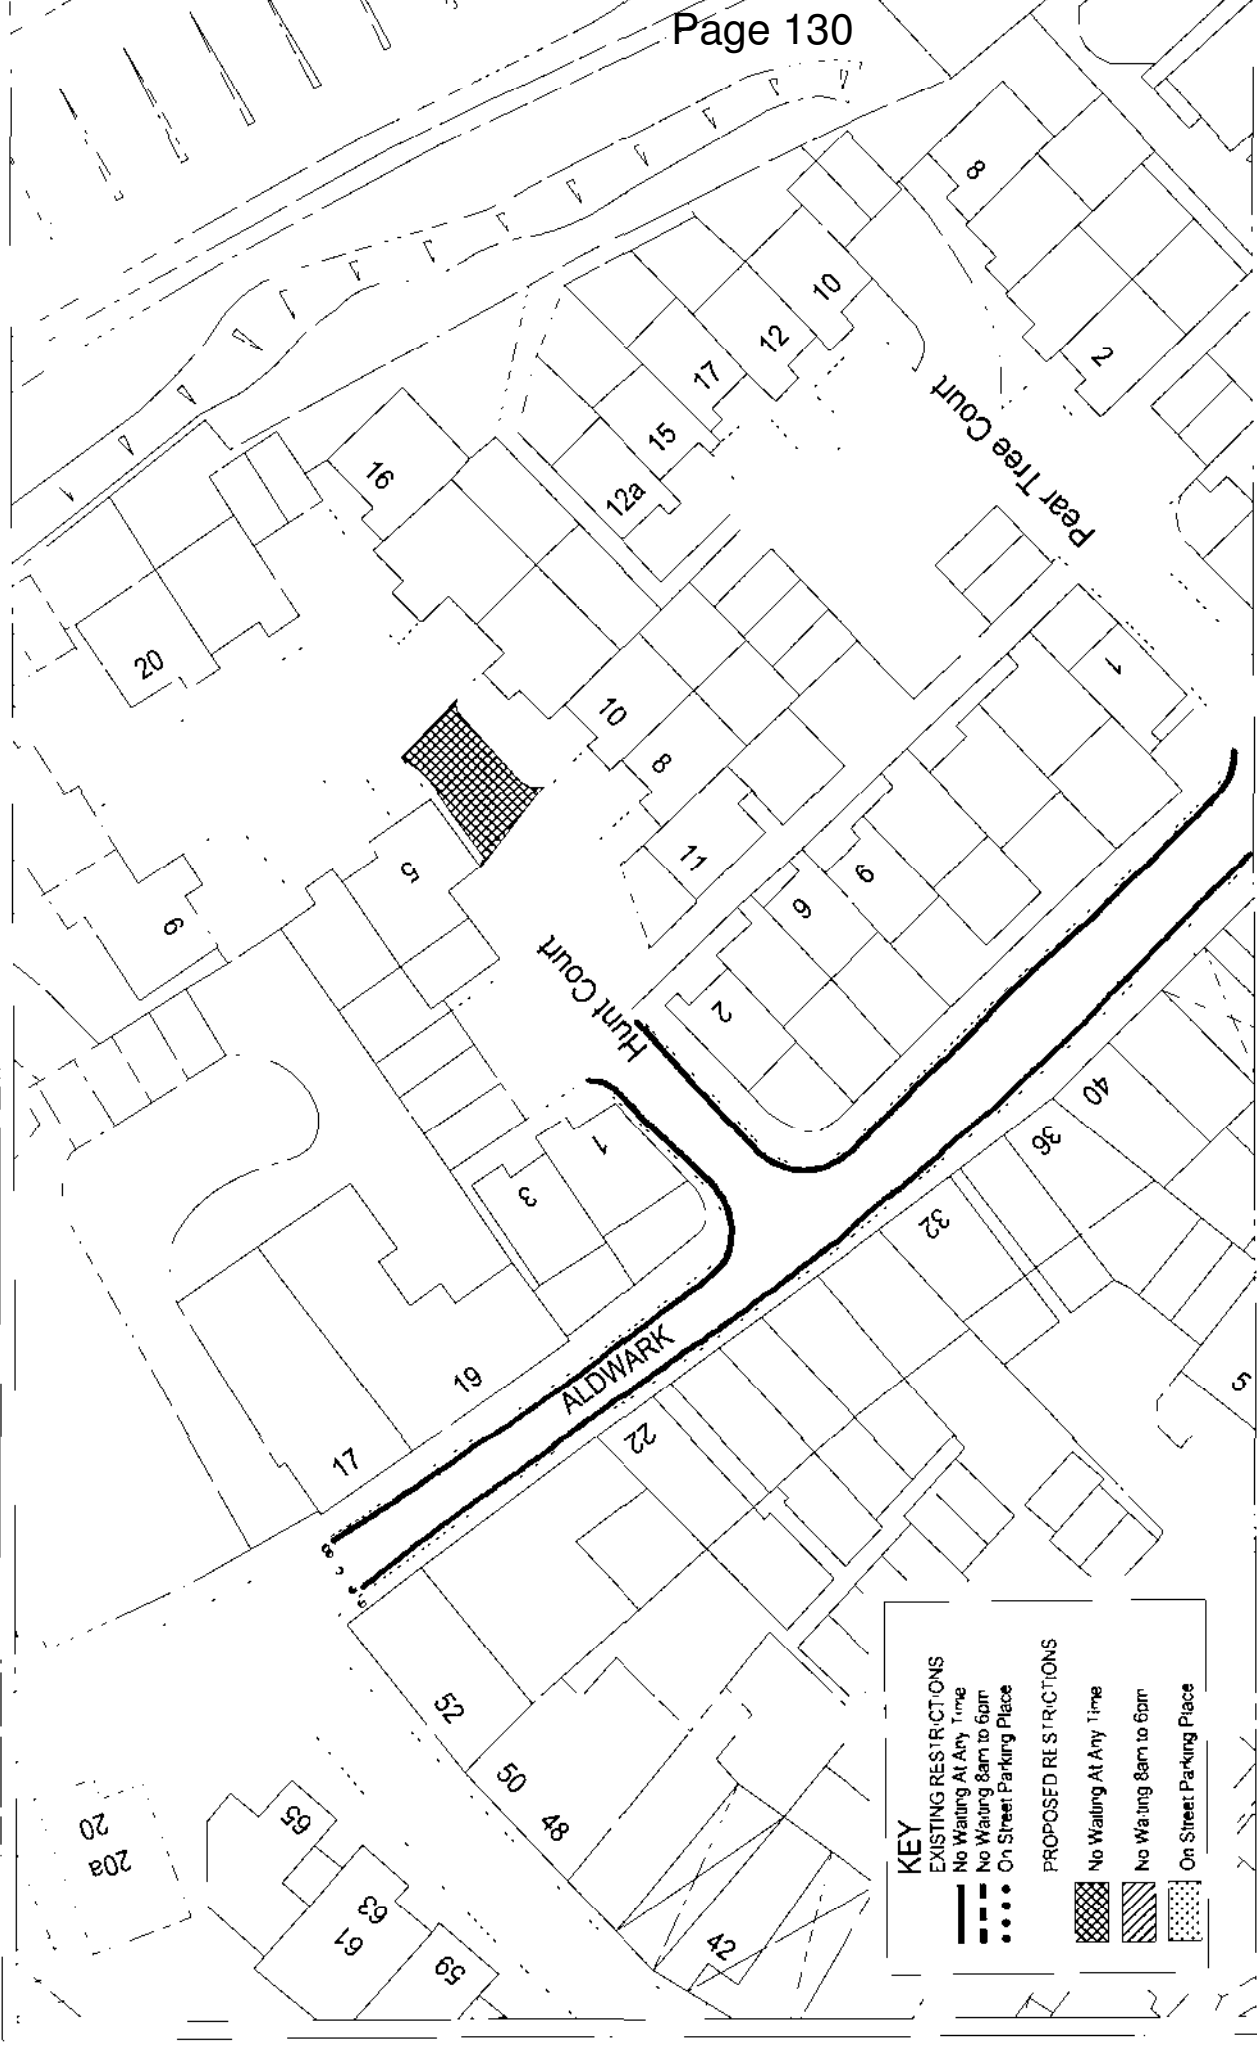 Page 130
8
10
12
2
17
15
16
12a
Pear Tree Court
20
10
1
8
5
11
9
6
6
Hunt Court
2
40
1
36
3
32
ALDWARK
19
5
22
17
52
50
48
20
20a
65
63
61
59
42
KEY
EXISTING RESTRICTIONS
No Waiting At Any Time
No Waiting 8am to 6pm
On Street Parking Place
PROPOSED RESTRICTIONS
No Waiting At Any Time
No Waiting 8am to 6pm
On Street Parking Place